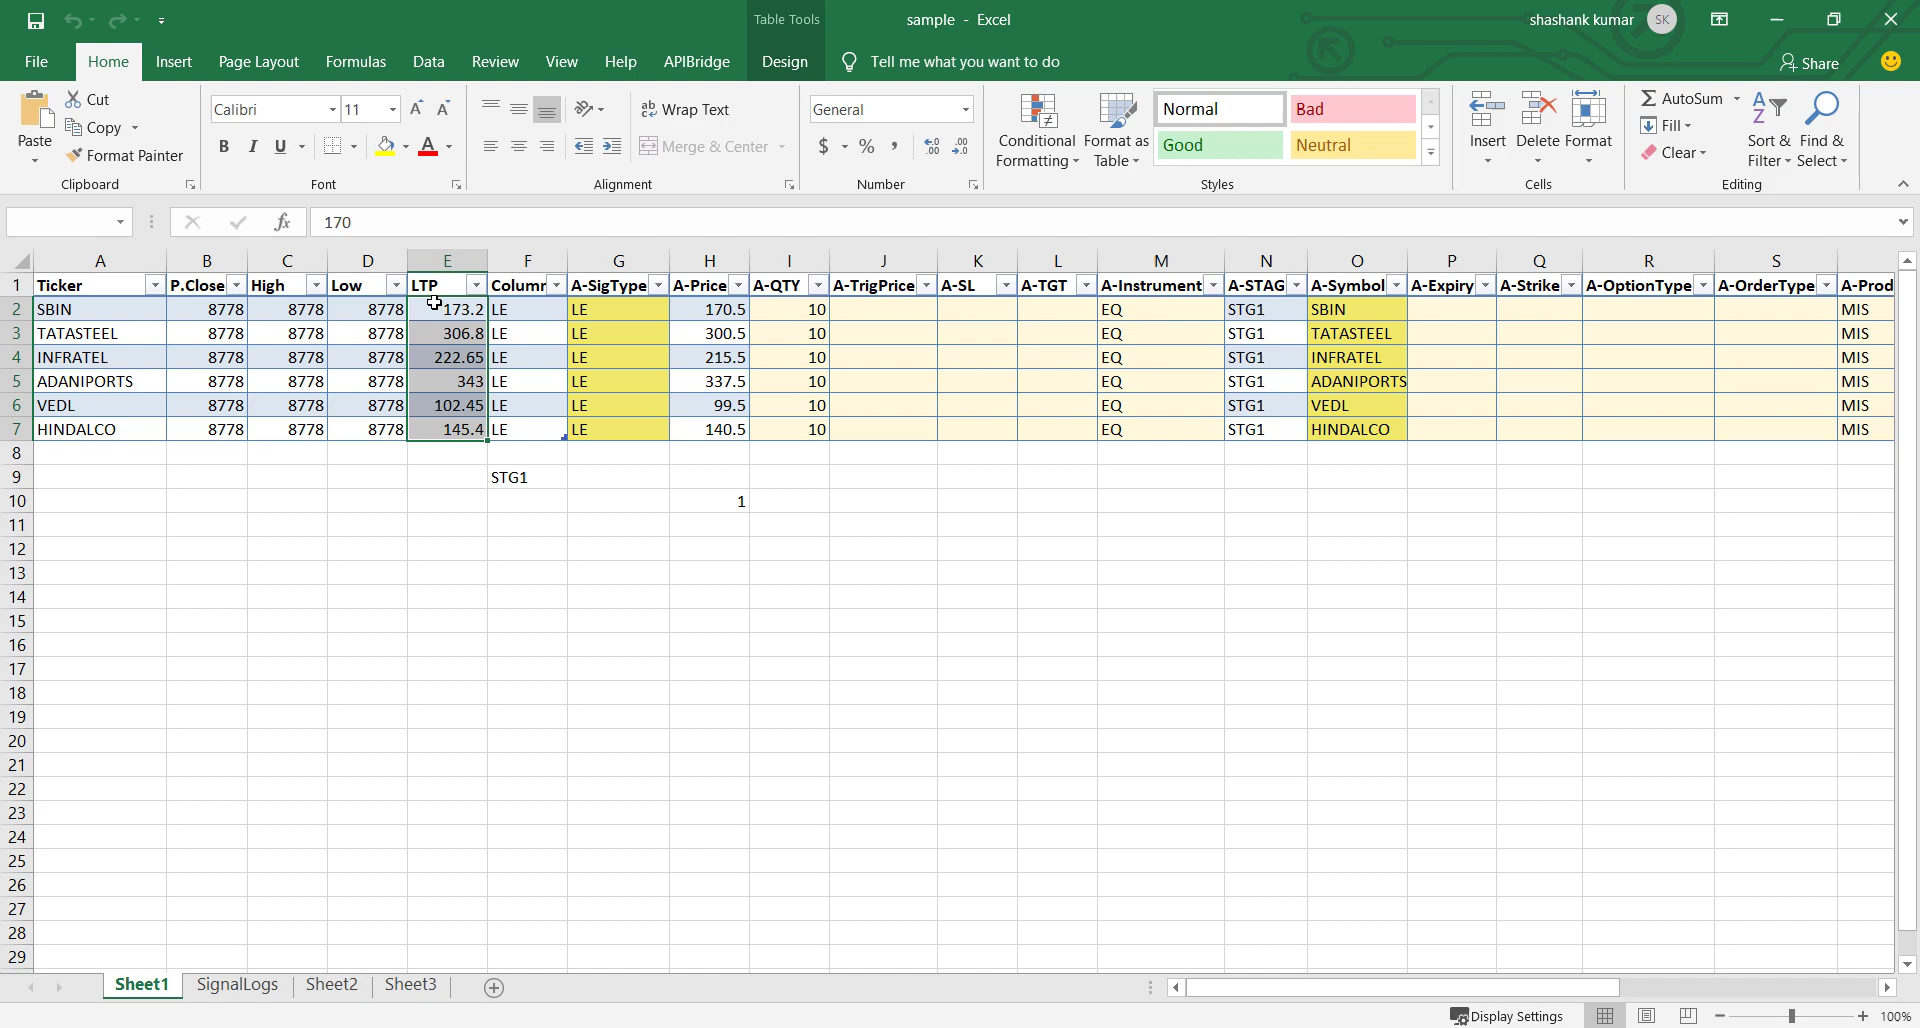 Table Tools
sample - Excel
shashank kumar
SK
File
Home
Insert
Page Layout
Formulas
Data
Review
View
Help
APIBridge
Design
Tell me what you want to do
Share
Paste
Cut
Copy
Format Painter
Clipboard
Calibri
11
B I U
Font
Wrap Text
Merge & Center
Alignment
General
$ % ,
Number
Conditional Formatting
Format as Table
Normal
Bad
Good
Neutral
Styles
Insert
Delete
Format
Cells
AutoSum
Fill
Clear
Sort & Filter
Find & Select
Editing
fx
170
A B C D E F G H I J K L M N O P Q R S
1 Ticker P.Close High Low LTP Column A-SigType A-Price A-QTY A-TrigPrice A-SL A-TGT A-Instrument A-STAG A-Symbol A-Expiry A-Strike A-OptionType A-OrderType A-Prod
2 SBIN 8778 8778 8778 173.2 LE LE 170.5 10 EQ STG1 SBIN MIS
3 TATASTEEL 8778 8778 8778 306.8 LE LE 300.5 10 EQ STG1 TATASTEEL MIS
4 INFRATEL 8778 8778 8778 222.65 LE LE 215.5 10 EQ STG1 INFRATEL MIS
5 ADANIPORTS 8778 8778 8778 343 LE LE 337.5 10 EQ STG1 ADANIPORTS MIS
6 VEDL 8778 8778 8778 102.45 LE LE 99.5 10 EQ STG1 VEDL MIS
7 HINDALCO 8778 8778 8778 145.4 LE LE 140.5 10 EQ STG1 HINDALCO MIS
8
9 STG1
10 1
11
12
13
14
15
16
17
18
19
20
21
22
23
24
25
26
27
28
29
Sheet1
SignalLogs
Sheet2
Sheet3
Display Settings
100%